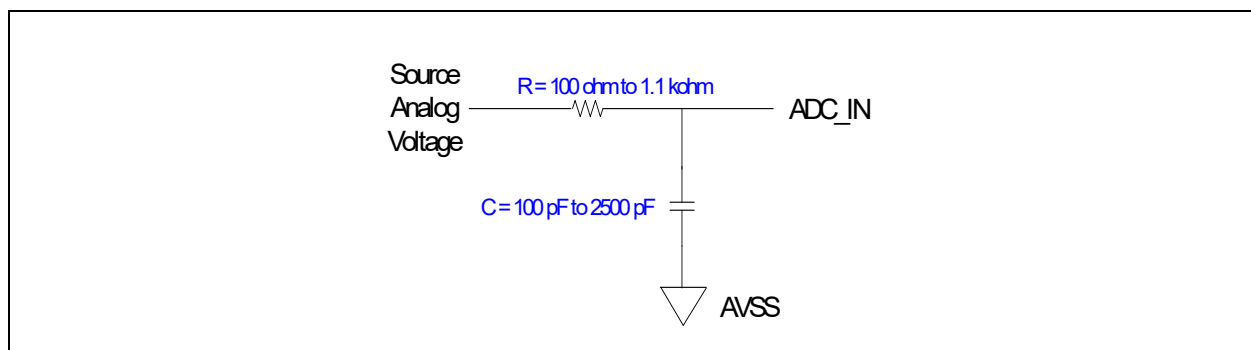 Source
Analog
Voltage
R = 100 ohm to 1.1 kohm
ADC_IN
C = 100 pF to 2500 pF
AVSS